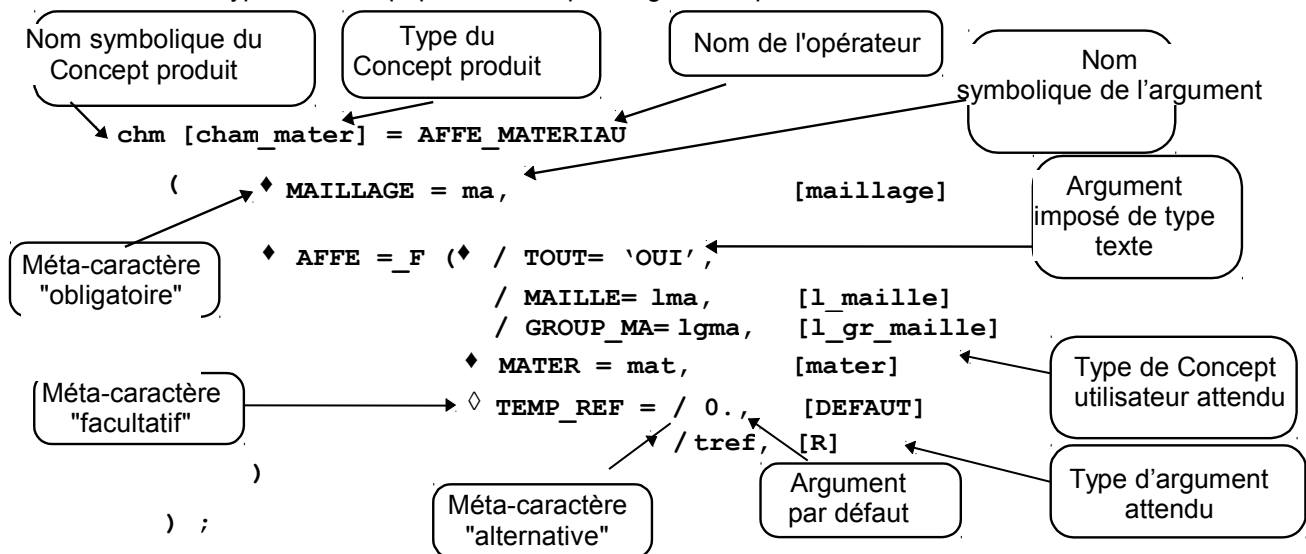 Nom symbolique du
Concept produit
Type du
Concept produit
Nom de l'opérateur
Nom
symbolique de l'argument
chm [cham_mater] = AFFE_MATERIAU
( ♦ MAILLAGE = ma, [maillage]
Argument
imposé de type
texte
Méta-caractère
"obligatoire"
♦ AFFE =_F (♦ / TOUT= ‘OUI’,
/ MAILLE= lma, [l_maille]
/ GROUP_MA= lgma, [l_gr_maille]
♦ MATER = mat, [mater]
Type de Concept
utilisateur attendu
Méta-caractère
"facultatif"
◊ TEMP_REF = / 0., [DEFAUT]
/ tref, [R]
)
Méta-caractère
"alternative"
Argument
par défaut
Type d’argument
attendu
) ;